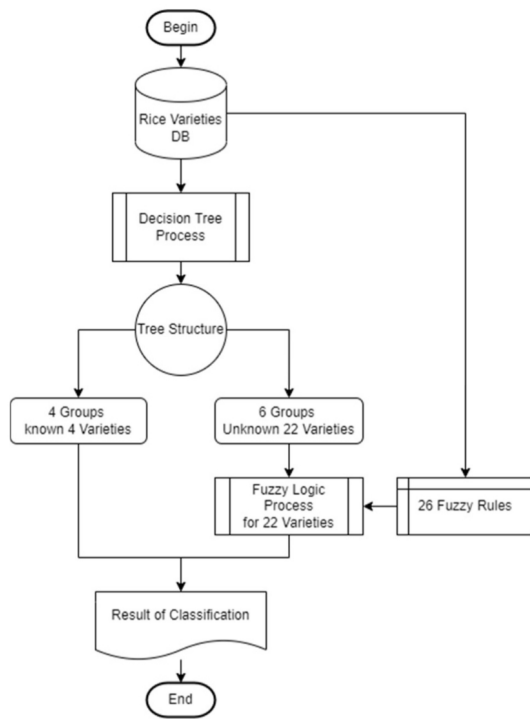 Begin
Rice Varieties
DB
Decision Tree
Process
Tree Structure
4 Groups
known 4 Varieties
6 Groups
Unknown 22 Varieties
Fuzzy Logic
Process
for 22 Varieties
26 Fuzzy Rules
Result of Classification
End